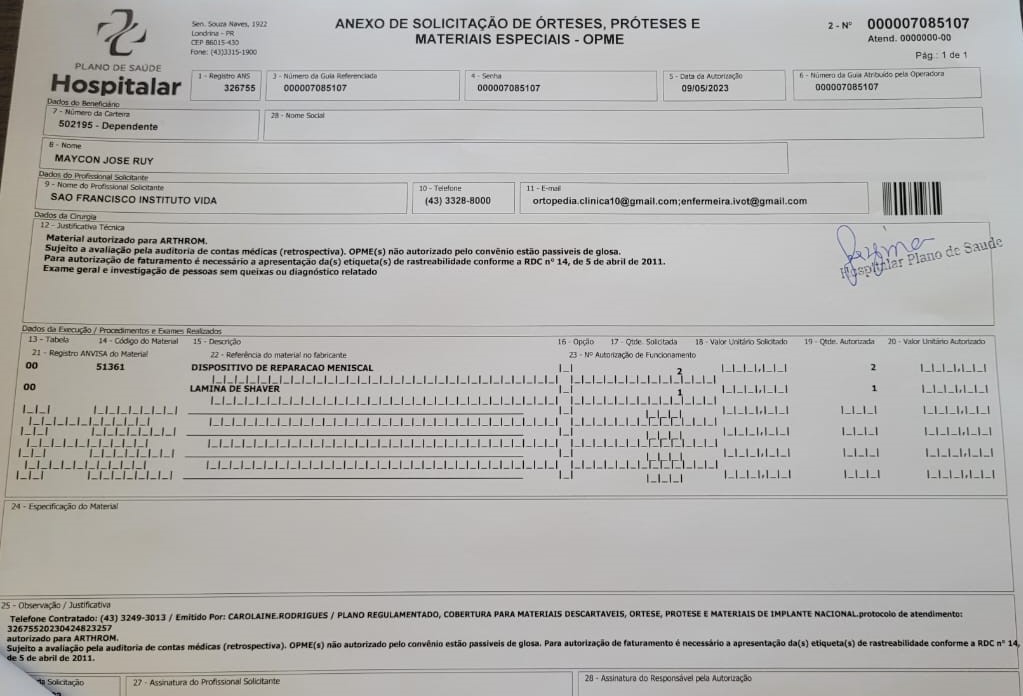 PLANO DE SAÚDE
Hospitalar
Sen. Souza Naves, 1922
Londrina - PR
CEP 86015-430
Fone: (43)3315-1900
ANEXO DE SOLICITAÇÃO DE ÓRTESES, PRÓTESES E
MATERIAIS ESPECIAIS - OPME
2 - Nº 000007085107
Atend. 0000000-00
Pág.: 1 de 1
1 - Registro ANS
326755
3 - Número da Guia Referenciada
000007085107
4 - Senha
000007085107
5 - Data da Autorização
09/05/2023
6 - Número da Guia Atribuído pela Operadora
000007085107
Dados do Beneficiário
7 - Número da Carteira
502195 - Dependente
28 - Nome Social
8 - Nome
MAYCON JOSE RUY
Dados do Profissional Solicitante
9 - Nome do Profissional Solicitante
SAO FRANCISCO INSTITUTO VIDA
10 - Telefone
(43) 3328-8000
11 - E-mail
ortopedia.clinica10@gmail.com;enfermeira.ivot@gmail.com
Dados da Cirurgia
12 - Justificativa Técnica
Material autorizado para ARTHROM.
Sujeito a avaliação pela auditoria de contas médicas (retrospectiva). OPME(s) não autorizado pelo convênio estão passiveis de glosa.
Para autorização de faturamento é necessário a apresentação da(s) etiqueta(s) de rastreabilidade conforme a RDC nº 14, de 5 de abril de 2011.
Exame geral e investigação de pessoas sem queixas ou diagnóstico relatado
Hospitalar Plano de Saude
Dados da Execução / Procedimentos e Exames Realizados
13 - Tabela 14 - Código do Material 15 - Descrição 16 - Opção 17 - Qtde. Solicitada 18 - Valor Unitário Solicitado 19 - Qtde. Autorizada 20 - Valor Unitário Autorizado
21 - Registro ANVISA do Material 22 - Referência do material no fabricante 23 - Nº Autorização de Funcionamento
00 51361 DISPOSITIVO DE REPARACAO MENISCAL 2 2
00 LAMINA DE SHAVER 1 1
24 - Especificação do Material
25 - Observação / Justificativa
Telefone Contratado: (43) 3249-3013 / Emitido Por: CAROLAINE.RODRIGUES / PLANO REGULAMENTADO, COBERTURA PARA MATERIAIS DESCARTAVEIS, ORTESE, PROTESE E MATERIAIS DE IMPLANTE NACIONAL.protocolo de atendimento:
32675520230424823257
autorizado para ARTHROM.
Sujeito a avaliação pela auditoria de contas médicas (retrospectiva). OPME(s) não autorizado pelo convênio estão passíveis de glosa. Para autorização de faturamento é necessário a apresentação da(s) etiqueta(s) de rastreabilidade conforme a RDC nº 14,
de 5 de abril de 2011.
da Solicitação
27 - Assinatura do Profissional Solicitante
28 - Assinatura do Responsável pela Autorização